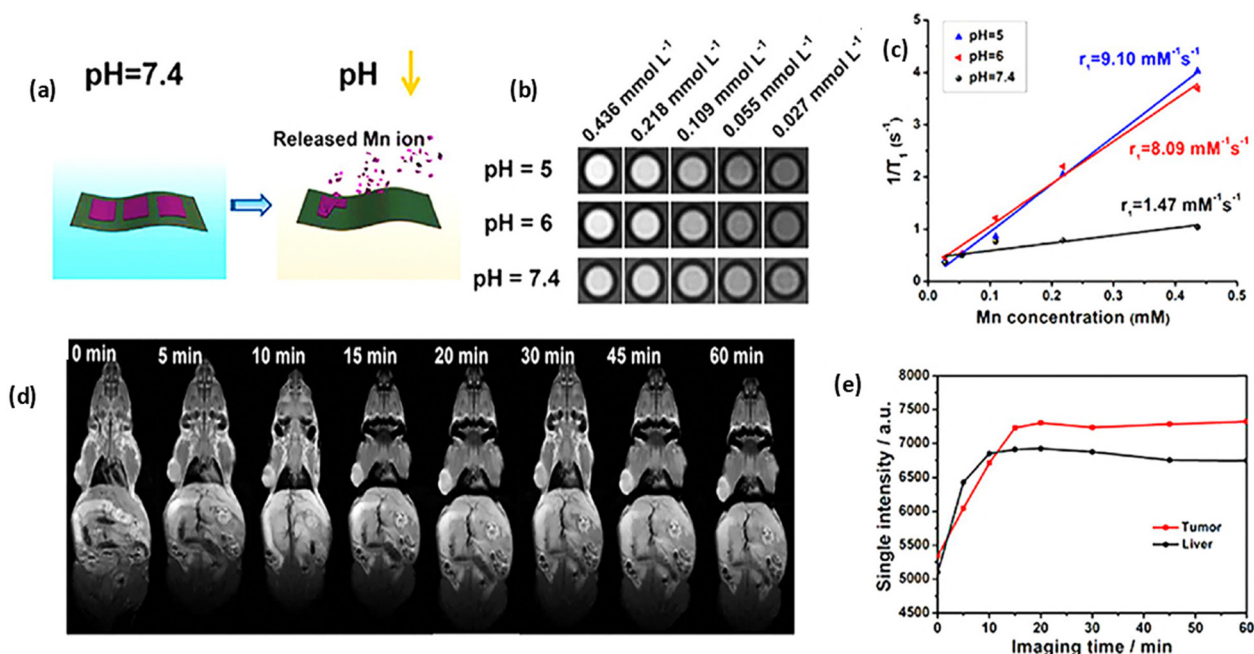 (a)
pH=7.4
pH
Released Mn ion
(b)
0.436 mmol L⁻¹
0.218 mmol L⁻¹
0.109 mmol L⁻¹
0.055 mmol L⁻¹
0.027 mmol L⁻¹
pH = 5
pH = 6
pH = 7.4
(c)
pH=5
pH=6
pH=7.4
r₁=9.10 mM⁻¹s⁻¹
r₁=8.09 mM⁻¹s⁻¹
r₁=1.47 mM⁻¹s⁻¹
1/T₁ (s⁻¹)
5
4
3
2
1
0
0.0 0.1 0.2 0.3 0.4 0.5
Mn concentration (mM)
(d)
0 min 5 min 10 min 15 min 20 min 30 min 45 min 60 min
(e)
Single intensity / a.u.
8000
7500
7000
6500
6000
5500
5000
4500
Tumor
Liver
0 10 20 30 40 50 60
Imaging time / min